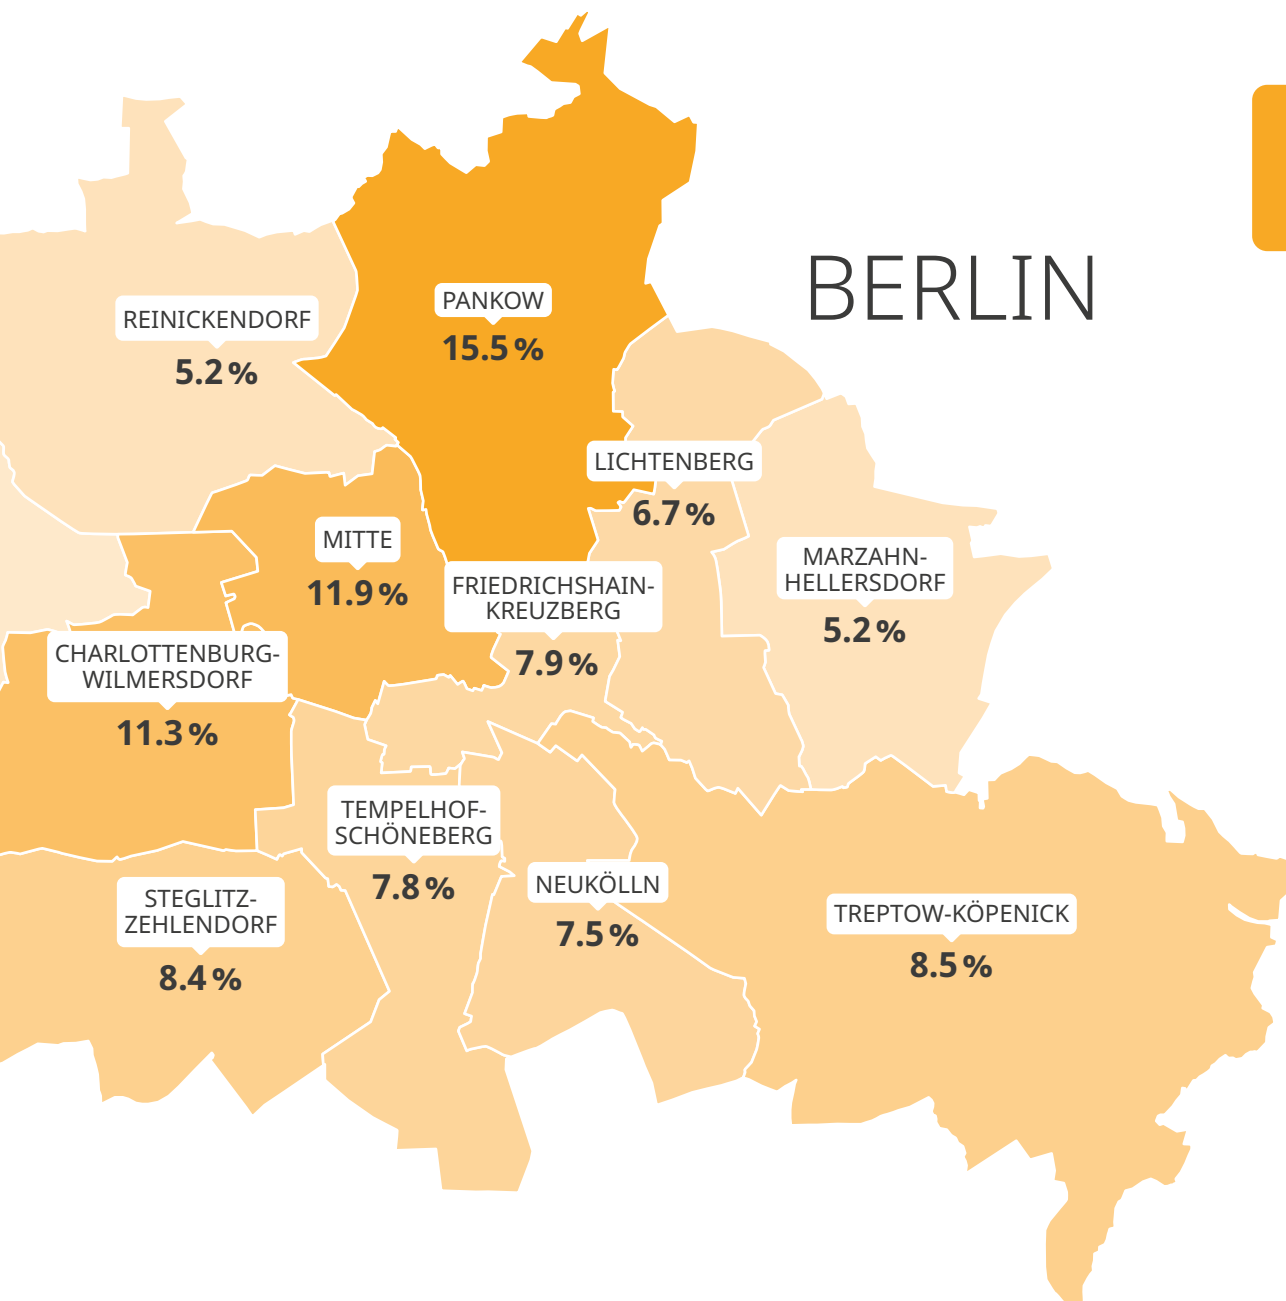 BERLIN
PANKOW
15.5 %
REINICKENDORF
5.2 %
LICHTENBERG
6.7 %
MITTE
11.9 %
MARZAHN-
HELLERSDORF
5.2 %
FRIEDRICHSHAIN-
KREUZBERG
7.9 %
CHARLOTTENBURG-
WILMERSDORF
11.3 %
TEMPELHOF-
SCHÖNEBERG
7.8 %
NEUKÖLLN
7.5 %
STEGLITZ-
ZEHLENDORF
8.4 %
TREPTOW-KÖPENICK
8.5 %